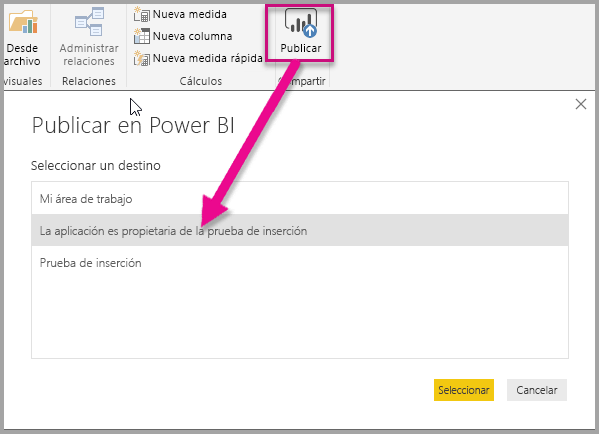 Desde
archivo
visuales
Administrar
relaciones
Relaciones
Nueva medida
Nueva columna
Nueva medida rápida
Cálculos
Publicar
Compartir
Publicar en Power BI
Seleccionar un destino
Mi área de trabajo
La aplicación es propietaria de la prueba de inserción
Prueba de inserción
Seleccionar
Cancelar